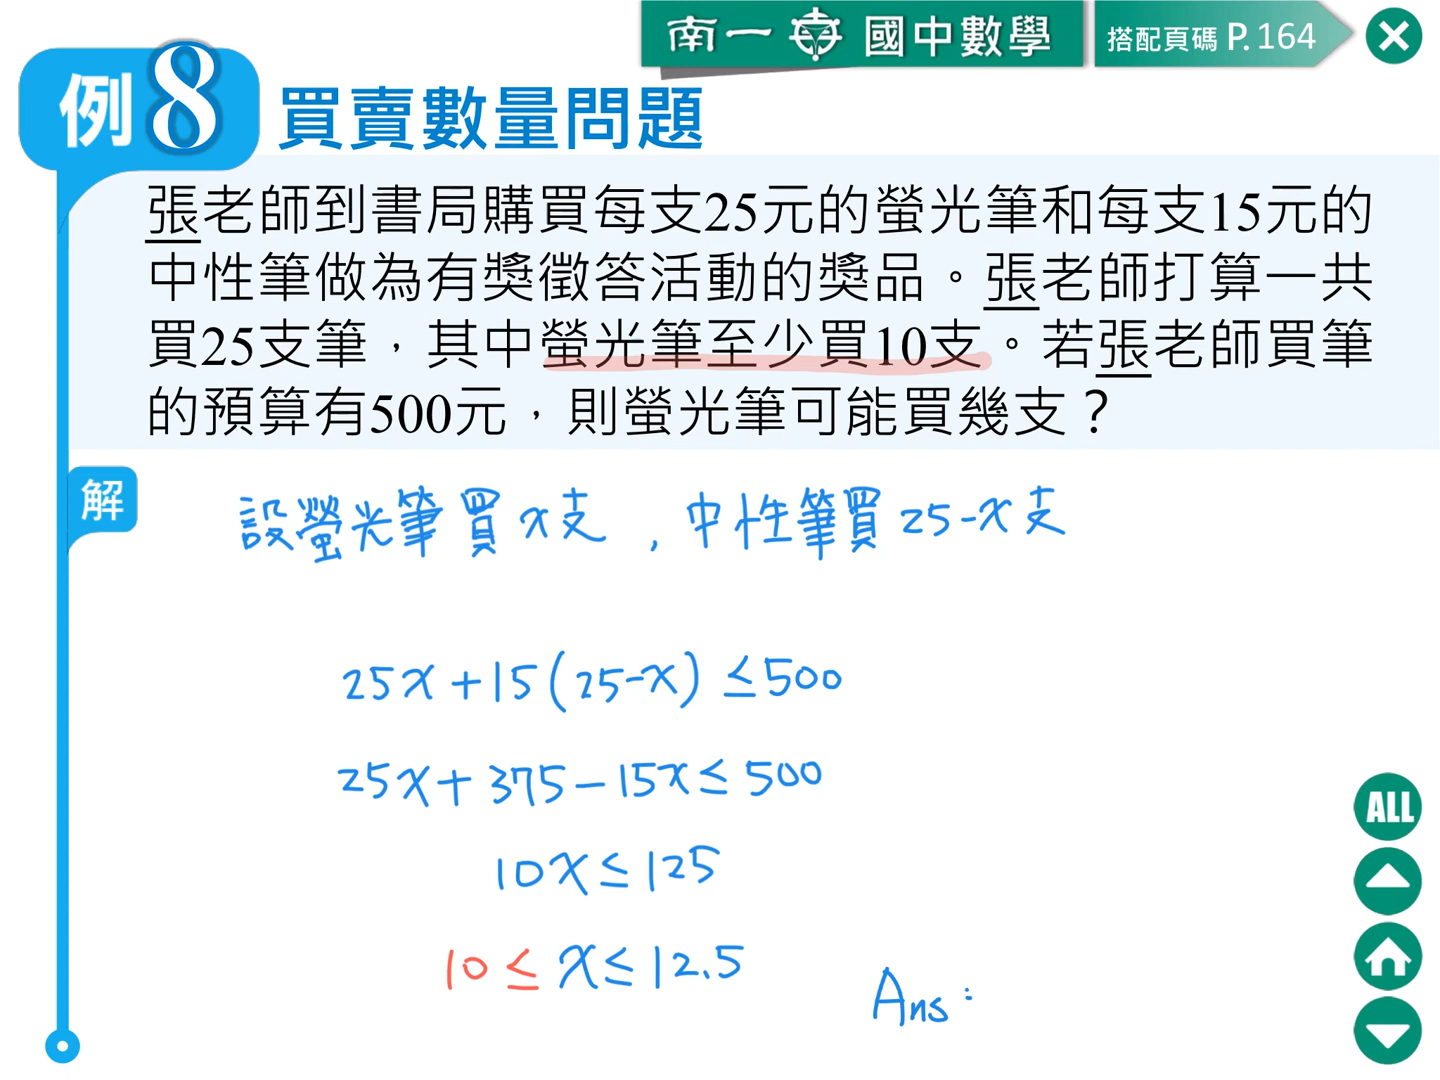 南一 國中數學 搭配頁碼 P.164
例8 買賣數量問題
張老師到書局購買每支25元的螢光筆和每支15元的
中性筆做為有獎徵答活動的獎品。張老師打算一共
買25支筆，其中螢光筆至少買10支。若張老師買筆
的預算有500元，則螢光筆可能買幾支？
解
設螢光筆買x支，中性筆買25-x支
25x+15(25-x)≤500
25x+375-15x≤500
10x≤125
10≤x≤12.5
Ans:
ALL